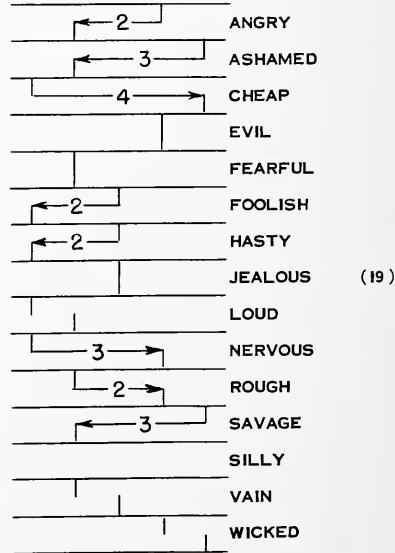 2 ANGRY
3 ASHAMED
4 CHEAP
EVIL
FEARFUL
2 FOOLISH
2 HASTY
JEALOUS (19)
LOUD
3 NERVOUS
2 ROUGH
3 SAVAGE
SILLY
VAIN
WICKED